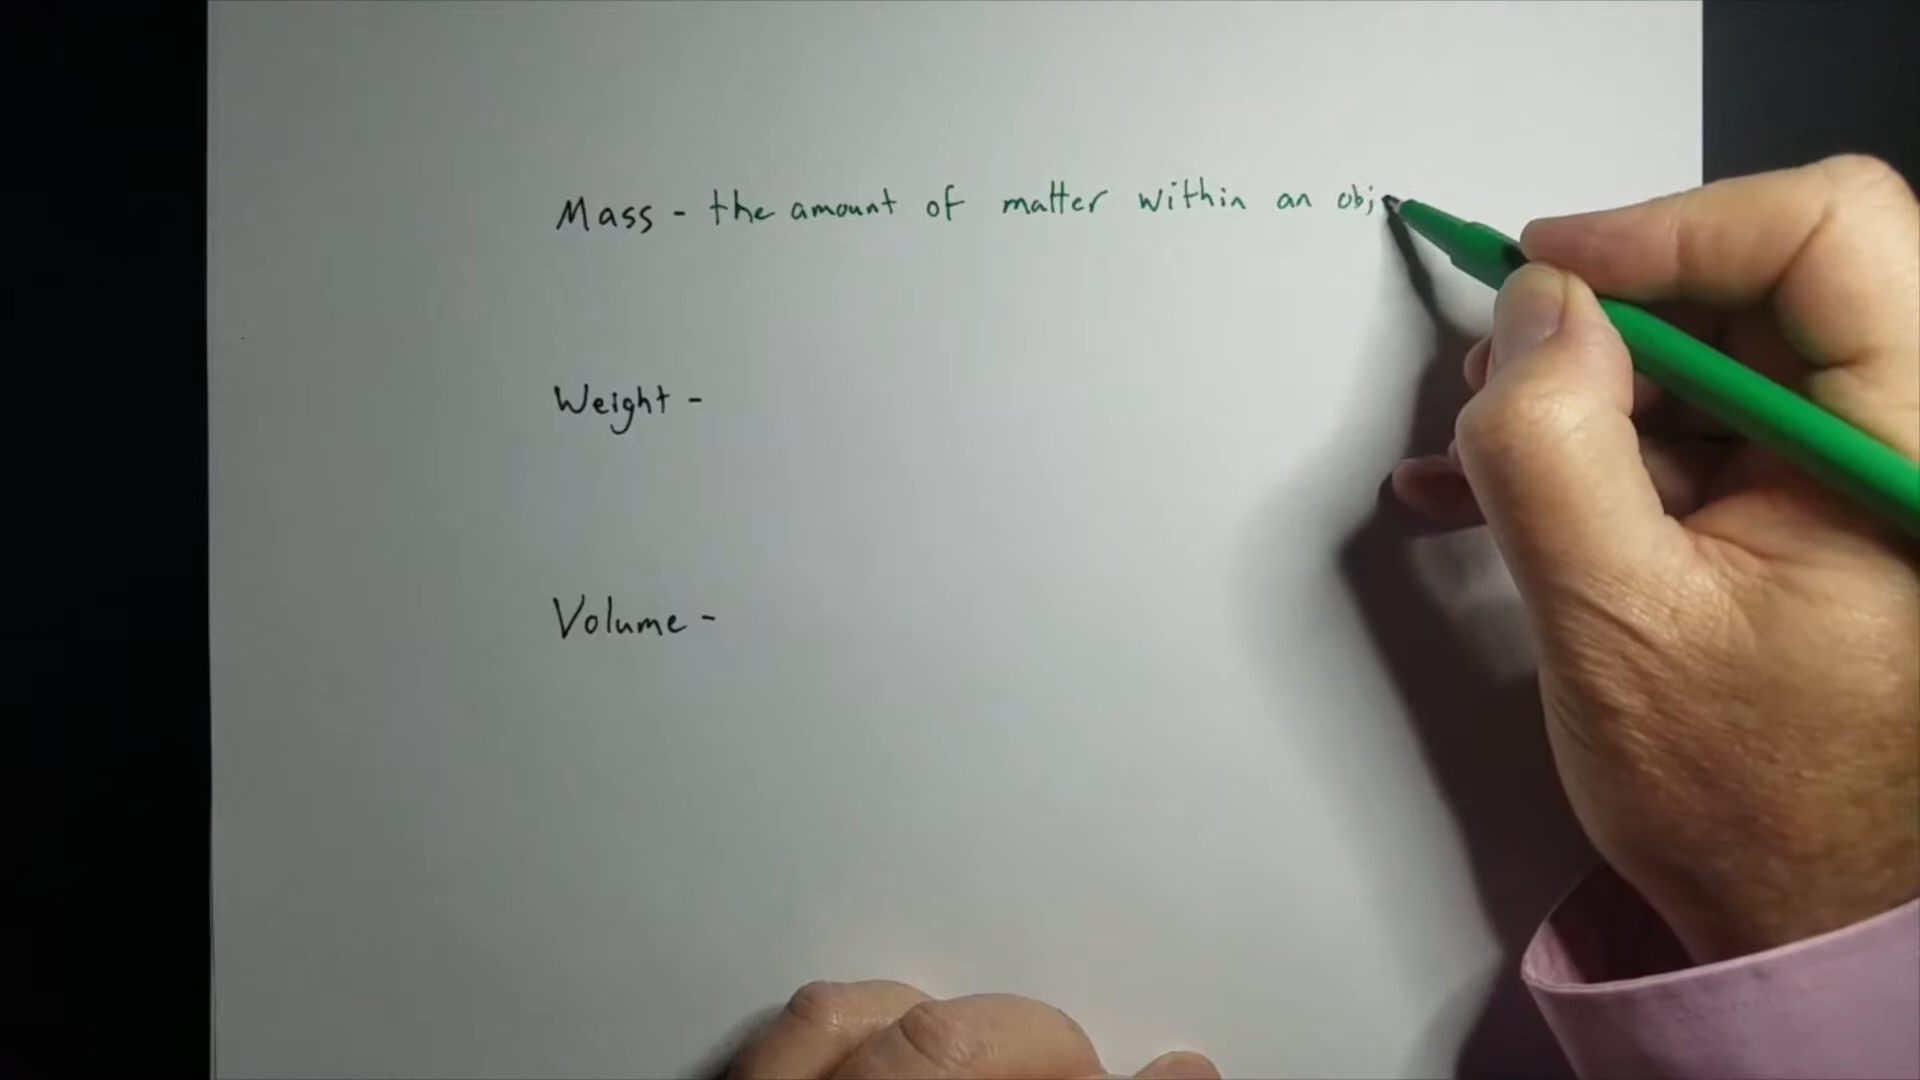 Mass - the amount of matter within an obj
Weight -
Volume -